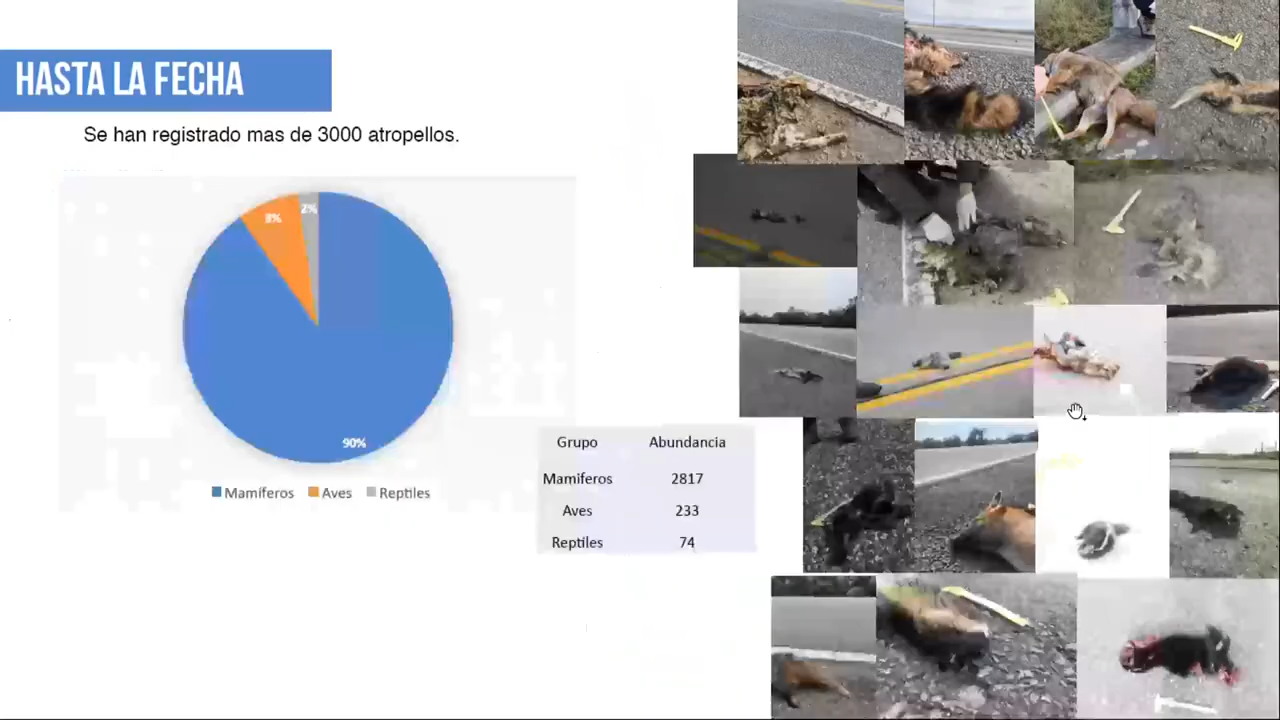 HASTA LA FECHA
Se han registrado mas de 3000 atropellos.
2%
8%
90%
Mamíferos Aves Reptiles
Grupo Abundancia
Mamiferos 2817
Aves 233
Reptiles 74